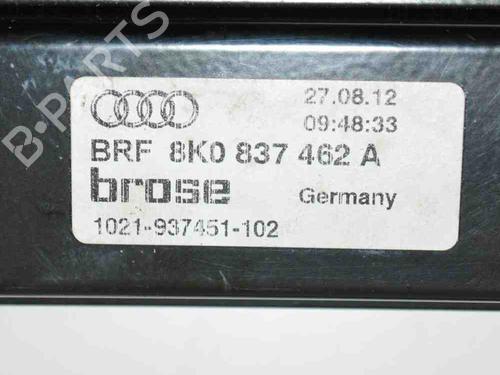 B-PARTS
27.08.12
09:48:33
BRF 8K0 837 462 A
brose Germany
1021-937451-102